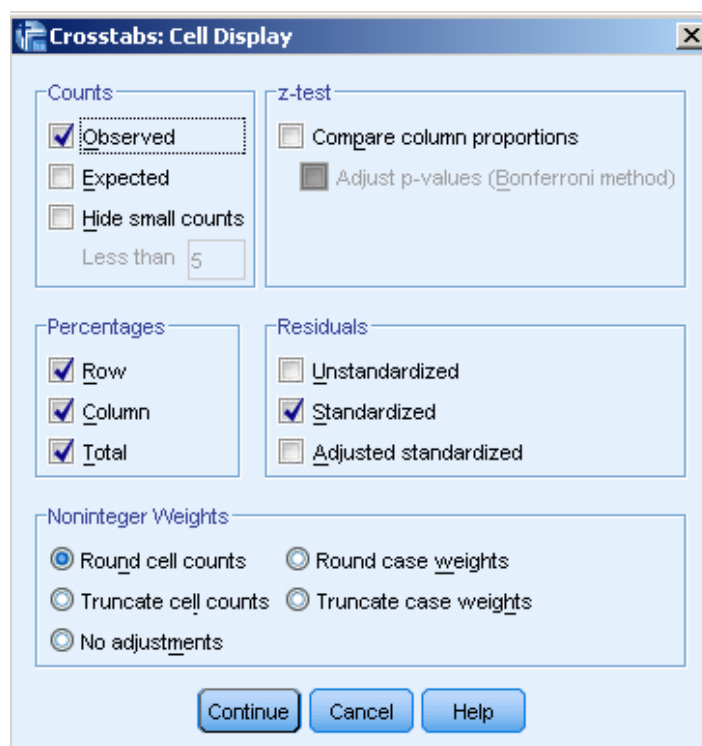 Crosstabs: Cell Display
Counts
Observed
Expected
Hide small counts
Less than 5
z-test
Compare column proportions
Adjust p-values (Bonferroni method)
Percentages
Row
Column
Total
Residuals
Unstandardized
Standardized
Adjusted standardized
Noninteger Weights
Round cell counts
Round case weights
Truncate cell counts
Truncate case weights
No adjustments
Continue
Cancel
Help